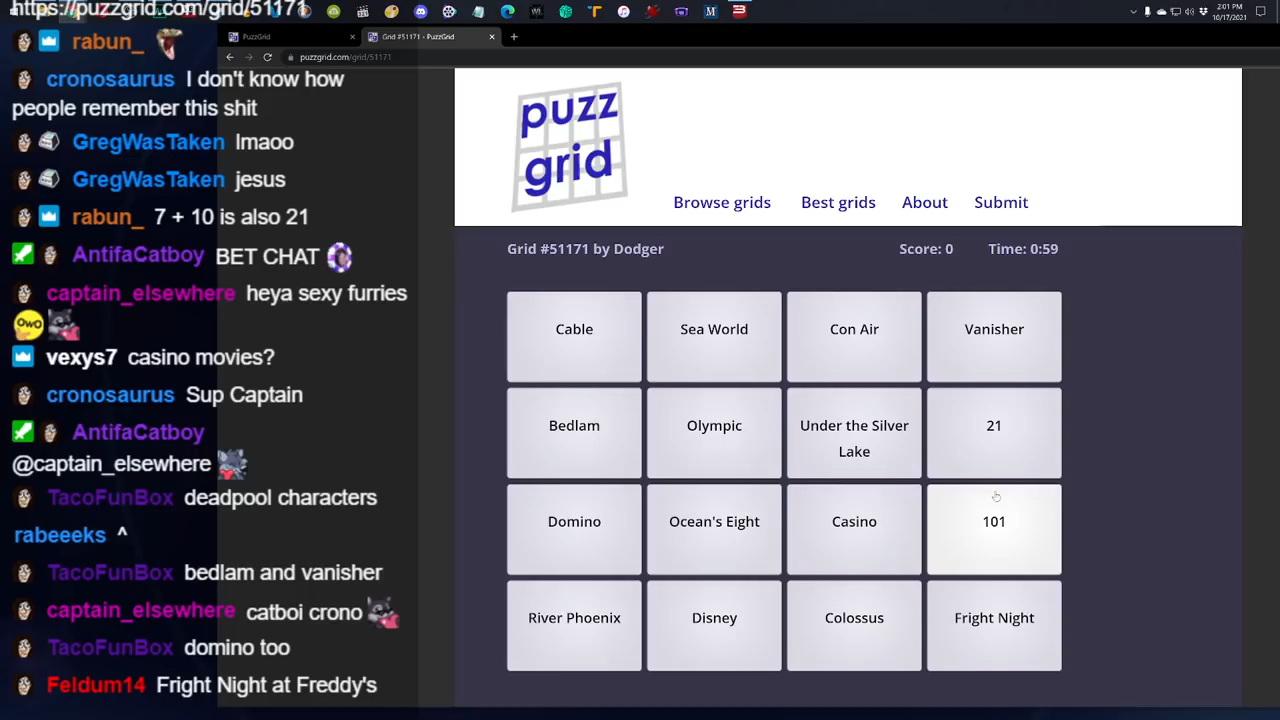 https://puzzgrid.com/grid/51171
rabun_
cronosaurus I don't know how
people remember this shit
GregWasTaken lmaoo
GregWasTaken jesus
rabun_ 7 + 10 is also 21
AntifaCatboy BET CHAT
captain_elsewhere heya sexy furries
OwO
vexys7 casino movies?
cronosaurus Sup Captain
AntifaCatboy
@captain_elsewhere
TacoFunBox deadpool characters
rabeeeks ^
TacoFunBox bedlam and vanisher
captain_elsewhere catboi crono
TacoFunBox domino too
Feldum14 Fright Night at Freddy's
2:01 PM
10/17/2021
PuzzGrid
Grid #51171 - PuzzGrid
puzzgrid.com/grid/51171
puzz
grid
Browse grids Best grids About Submit
Grid #51171 by Dodger Score: 0 Time: 0:59
Cable Sea World Con Air Vanisher
Bedlam Olympic Under the Silver Lake 21
Domino Ocean's Eight Casino 101
River Phoenix Disney Colossus Fright Night